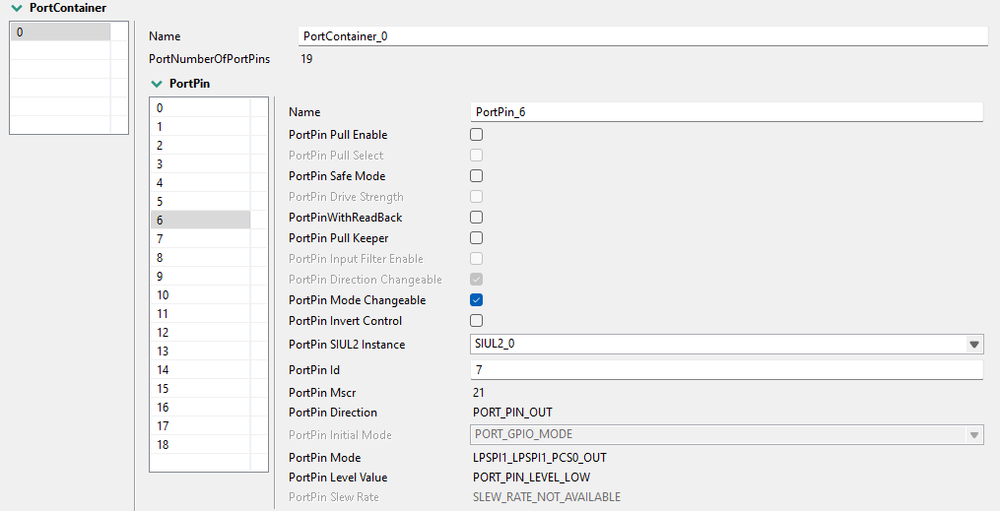 PortContainer
0
Name PortContainer_0
PortNumberOfPortPins 19
PortPin
0
1
2
3
4
5
6
7
8
9
10
11
12
13
14
15
16
17
18
Name PortPin_6
PortPin Pull Enable
PortPin Pull Select
PortPin Safe Mode
PortPin Drive Strength
PortPinWithReadBack
PortPin Pull Keeper
PortPin Input Filter Enable
PortPin Direction Changeable
PortPin Mode Changeable
PortPin Invert Control
PortPin SIUL2 Instance SIUL2_0
PortPin Id 7
PortPin Mscr 21
PortPin Direction PORT_PIN_OUT
PortPin Initial Mode PORT_GPIO_MODE
PortPin Mode LPSPI1_LPSPI1_PCS0_OUT
PortPin Level Value PORT_PIN_LEVEL_LOW
PortPin Slew Rate SLEW_RATE_NOT_AVAILABLE